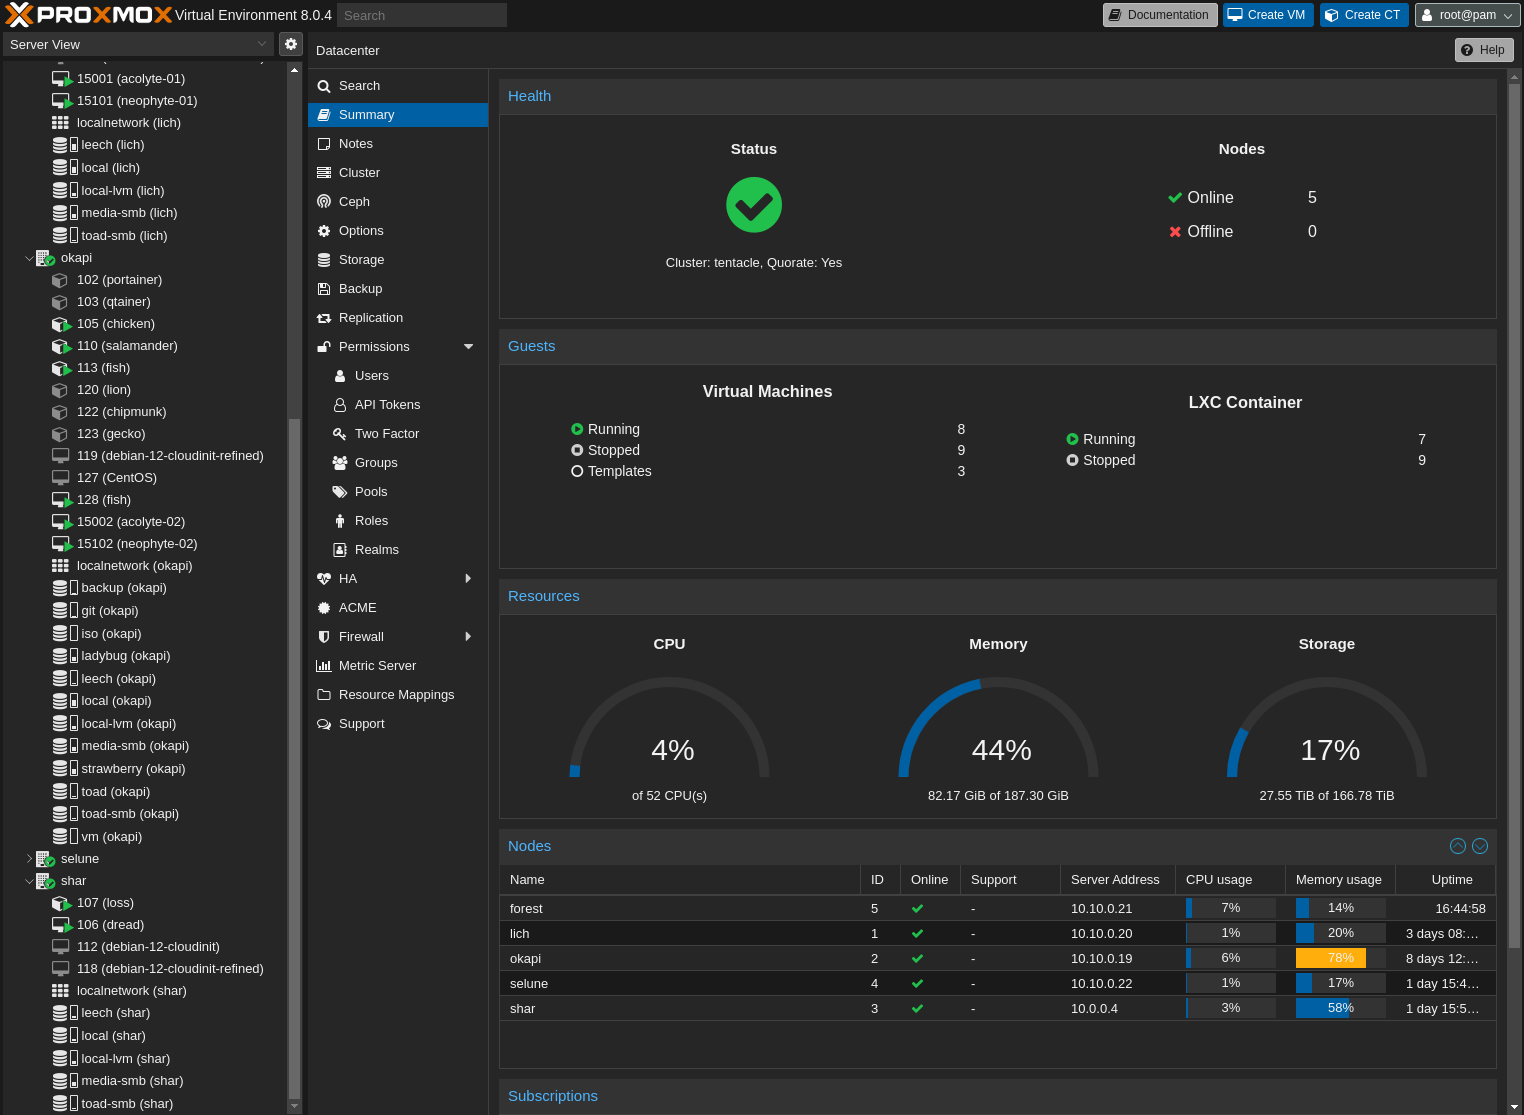 PROXMOX Virtual Environment 8.0.4 Search Documentation Create VM Create CT root@pam
Server View
Datacenter Help
15001 (acolyte-01)
15101 (neophyte-01)
localnetwork (lich)
leech (lich)
local (lich)
local-lvm (lich)
media-smb (lich)
toad-smb (lich)
okapi
102 (portainer)
103 (qtainer)
105 (chicken)
110 (salamander)
113 (fish)
120 (lion)
122 (chipmunk)
123 (gecko)
119 (debian-12-cloudinit-refined)
127 (CentOS)
128 (fish)
15002 (acolyte-02)
15102 (neophyte-02)
localnetwork (okapi)
backup (okapi)
git (okapi)
iso (okapi)
ladybug (okapi)
leech (okapi)
local (okapi)
local-lvm (okapi)
media-smb (okapi)
strawberry (okapi)
toad (okapi)
toad-smb (okapi)
vm (okapi)
selune
shar
107 (loss)
106 (dread)
112 (debian-12-cloudinit)
118 (debian-12-cloudinit-refined)
localnetwork (shar)
leech (shar)
local (shar)
local-lvm (shar)
media-smb (shar)
toad-smb (shar)
Search
Summary
Notes
Cluster
Ceph
Options
Storage
Backup
Replication
Permissions
Users
API Tokens
Two Factor
Groups
Pools
Roles
Realms
HA
ACME
Firewall
Metric Server
Resource Mappings
Support
Health
Status
Cluster: tentacle, Quorate: Yes
Nodes
Online 5
Offline 0
Guests
Virtual Machines
Running 8
Stopped 9
Templates 3
LXC Container
Running 7
Stopped 9
Resources
CPU
4%
of 52 CPU(s)
Memory
44%
82.17 GiB of 187.30 GiB
Storage
17%
27.55 TiB of 166.78 TiB
Nodes
Name ID Online Support Server Address CPU usage Memory usage Uptime
forest 5 - 10.10.0.21 7% 14% 16:44:58
lich 1 - 10.10.0.20 1% 20% 3 days 08:…
okapi 2 - 10.10.0.19 6% 78% 8 days 12:…
selune 4 - 10.10.0.22 1% 17% 1 day 15:4…
shar 3 - 10.0.0.4 3% 58% 1 day 15:5…
Subscriptions